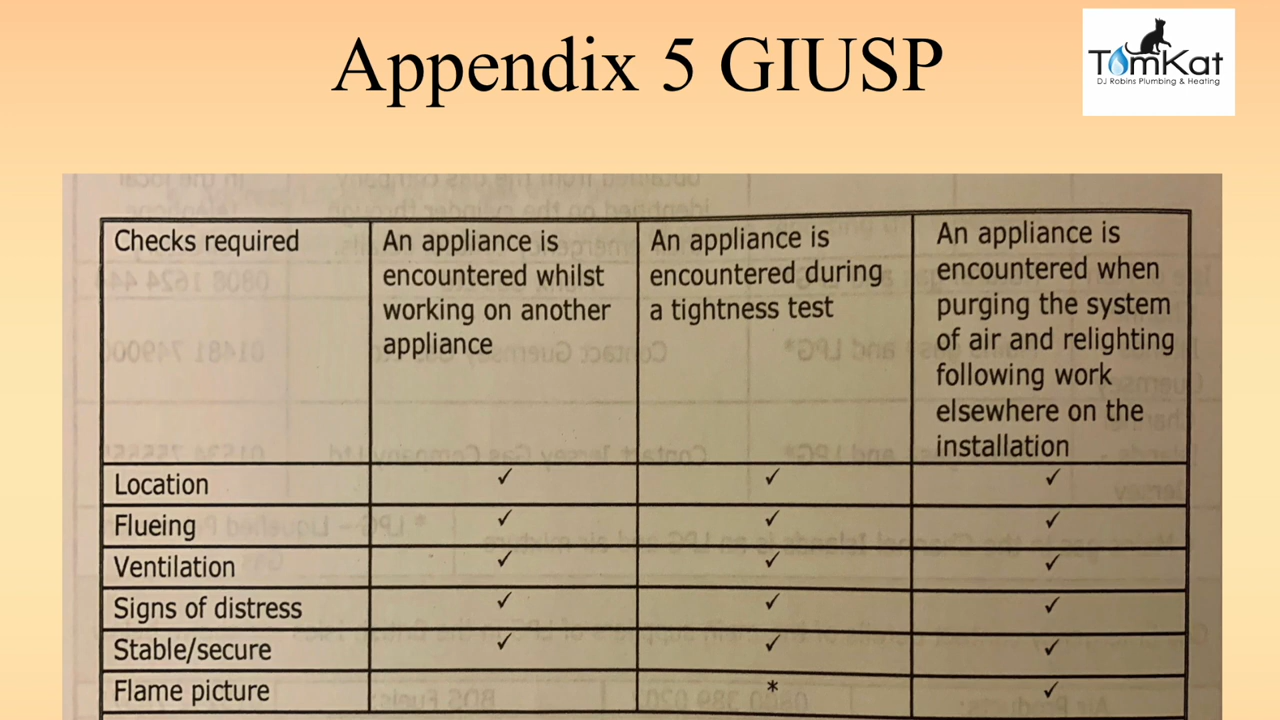 Appendix 5 GIUSP
TomKat
DJ Robins Plumbing & Heating
Checks required
An appliance is
encountered whilst
working on another
appliance
An appliance is
encountered during
a tightness test
An appliance is
encountered when
purging the system
of air and relighting
following work
elsewhere on the
installation
Location ✓ ✓ ✓
Flueing ✓ ✓ ✓
Ventilation ✓ ✓ ✓
Signs of distress ✓ ✓ ✓
Stable/secure ✓ ✓ ✓
Flame picture * ✓